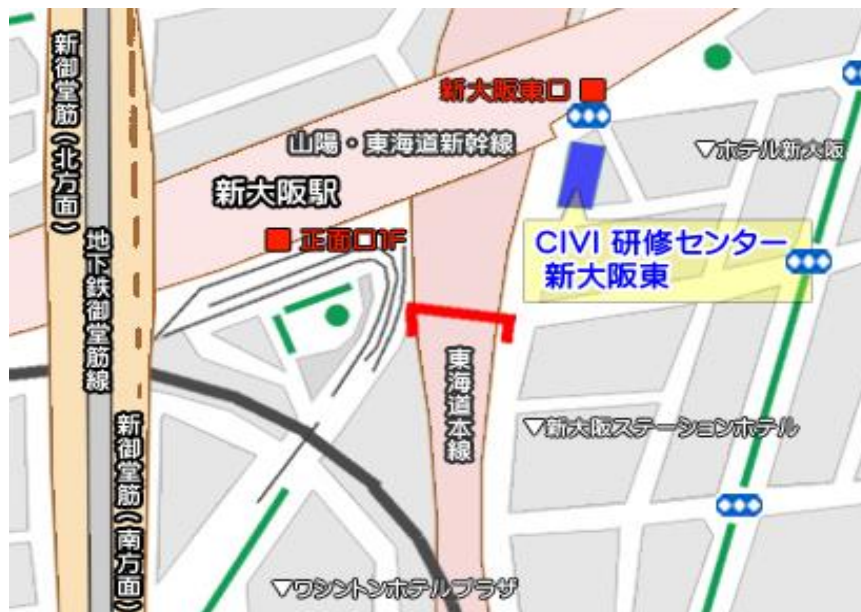 新御堂筋(北方面)
地下鉄御堂筋線
新御堂筋(南方面)
新大阪東口
山陽・東海道新幹線
新大阪駅
正面口1F
▽ホテル新大阪
CIVI 研修センター
新大阪東
東海道本線
▽新大阪ステーションホテル
▽ワシントンホテルプラザ